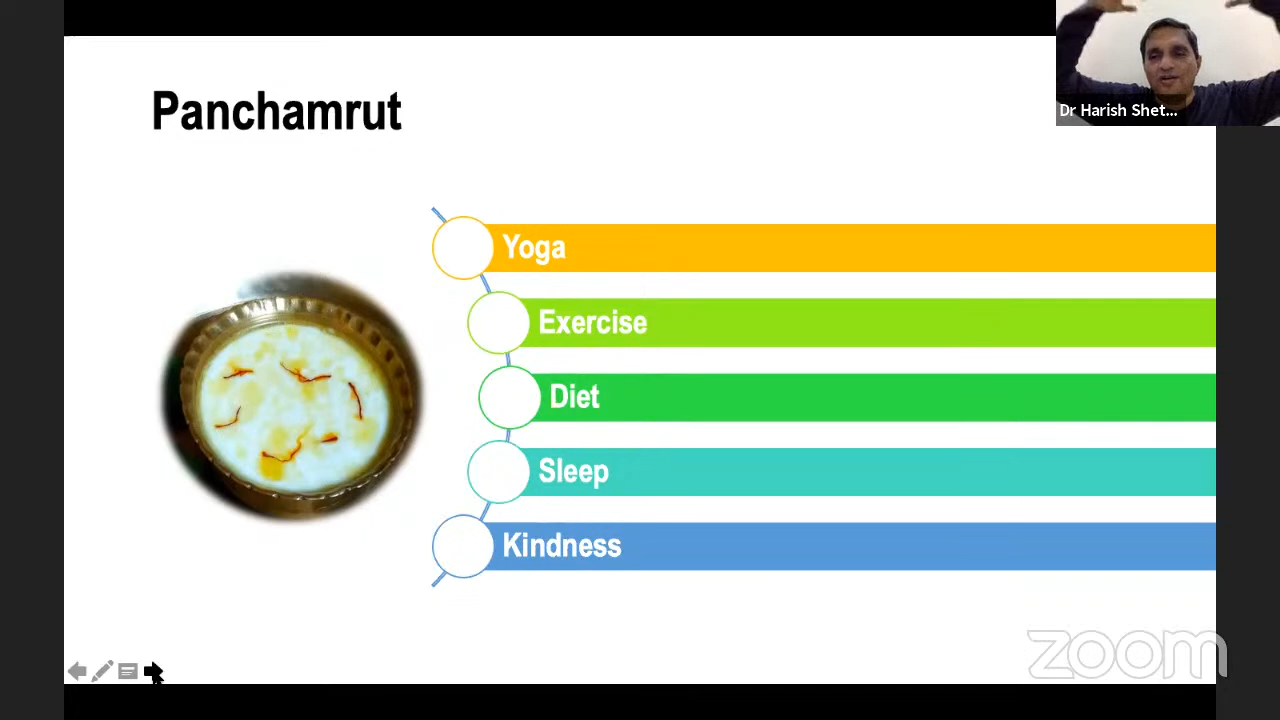 Panchamrut
Dr Harish Shet...
Yoga
Exercise
Diet
Sleep
Kindness
zoom